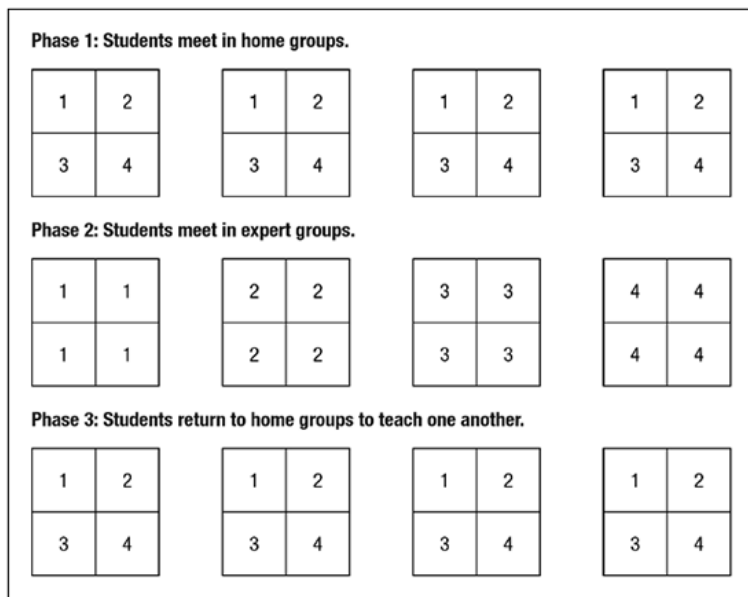 Phase 1: Students meet in home groups.
1 2 1 2 1 2 1 2
3 4 3 4 3 4 3 4
Phase 2: Students meet in expert groups.
1 1 2 2 3 3 4 4
1 1 2 2 3 3 4 4
Phase 3: Students return to home groups to teach one another.
1 2 1 2 1 2 1 2
3 4 3 4 3 4 3 4